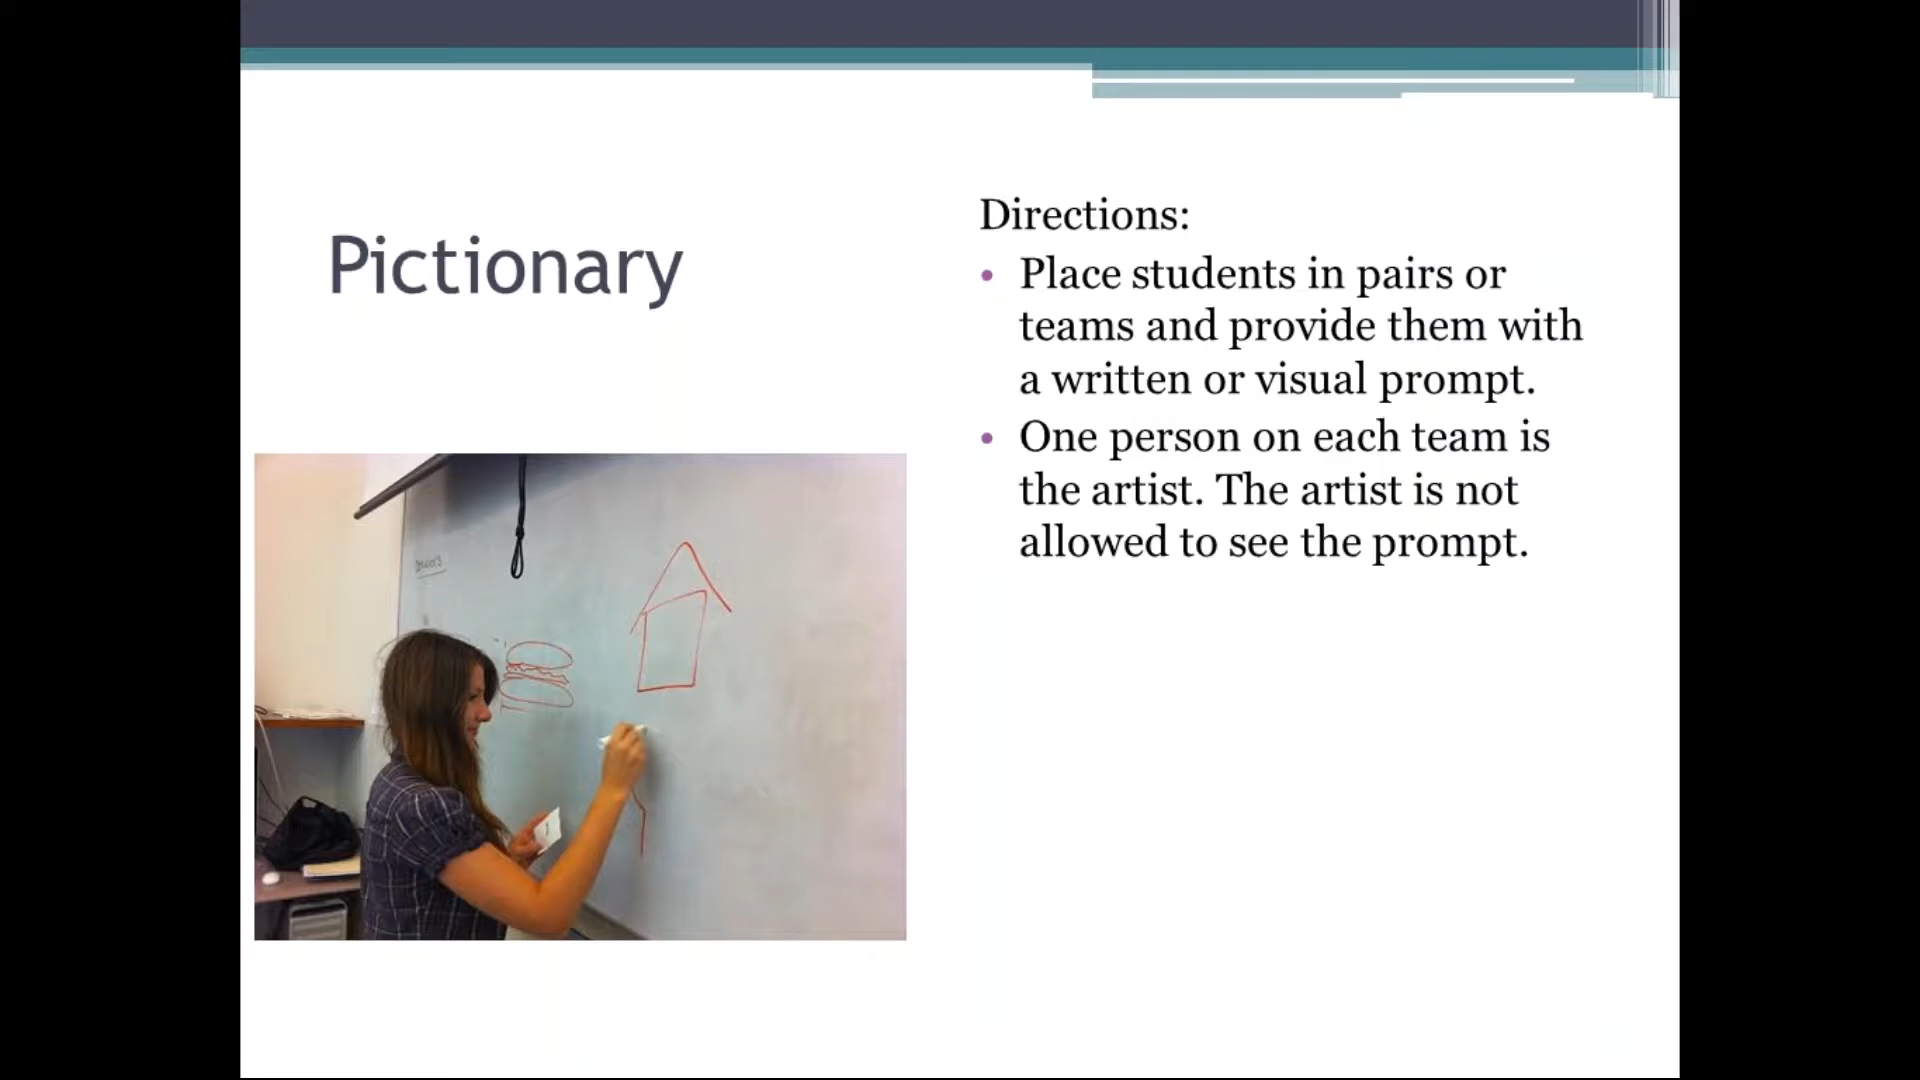 Pictionary
Directions:
• Place students in pairs or
teams and provide them with
a written or visual prompt.
• One person on each team is
the artist. The artist is not
allowed to see the prompt.